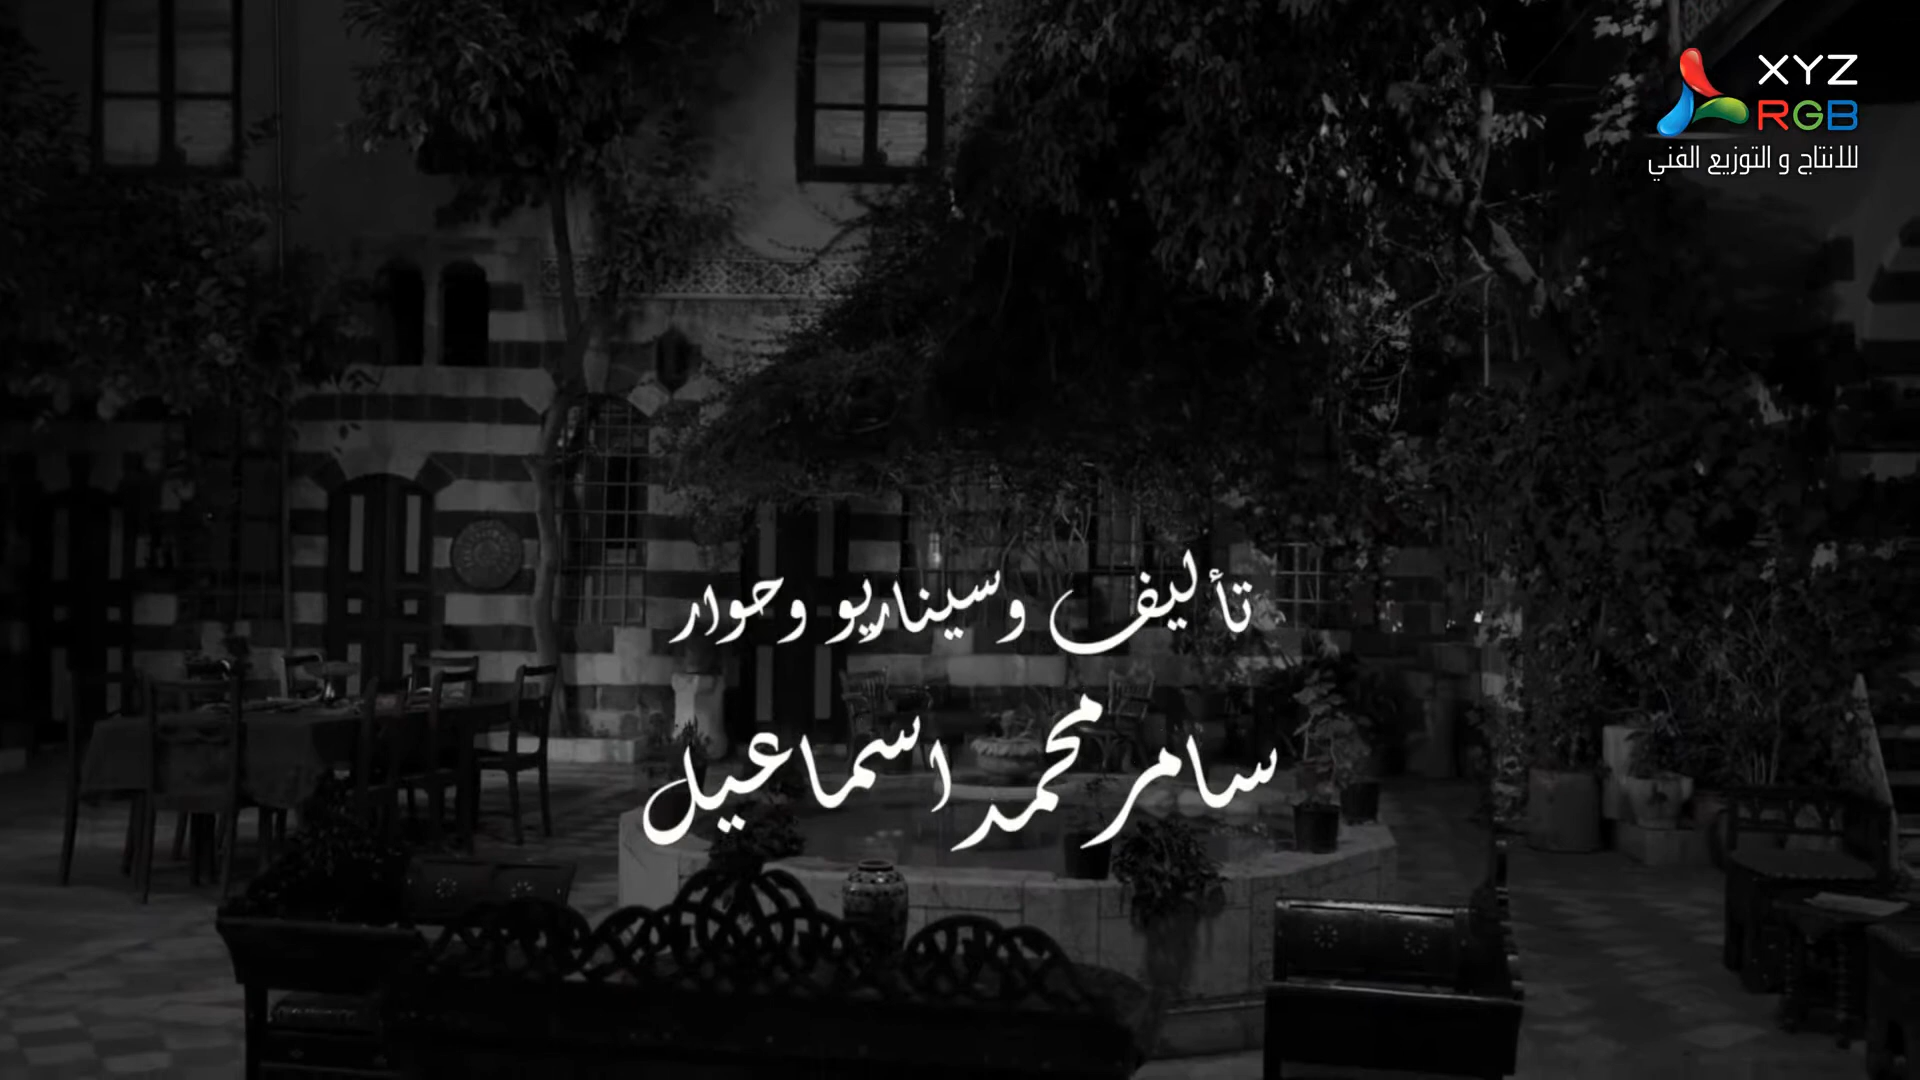 XYZ
RGB
للانتاج و التوزيع الفني
تأليف وسيناريو وحوار
سامر محمد اسماعيل